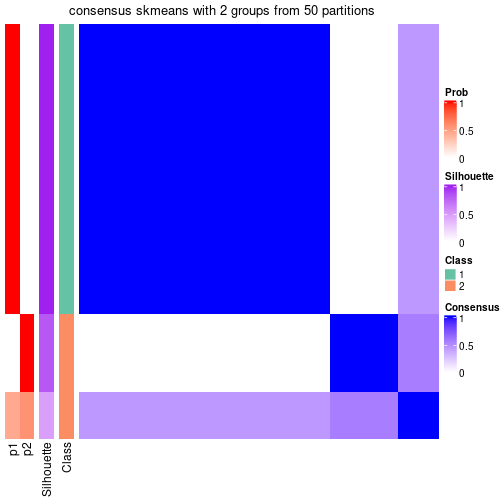 consensus skmeans with 2 groups from 50 partitions
Prob
1
0.5
0
Silhouette
1
0.5
0
Class
1
2
Consensus
1
0.5
0
p1
p2
Silhouette
Class